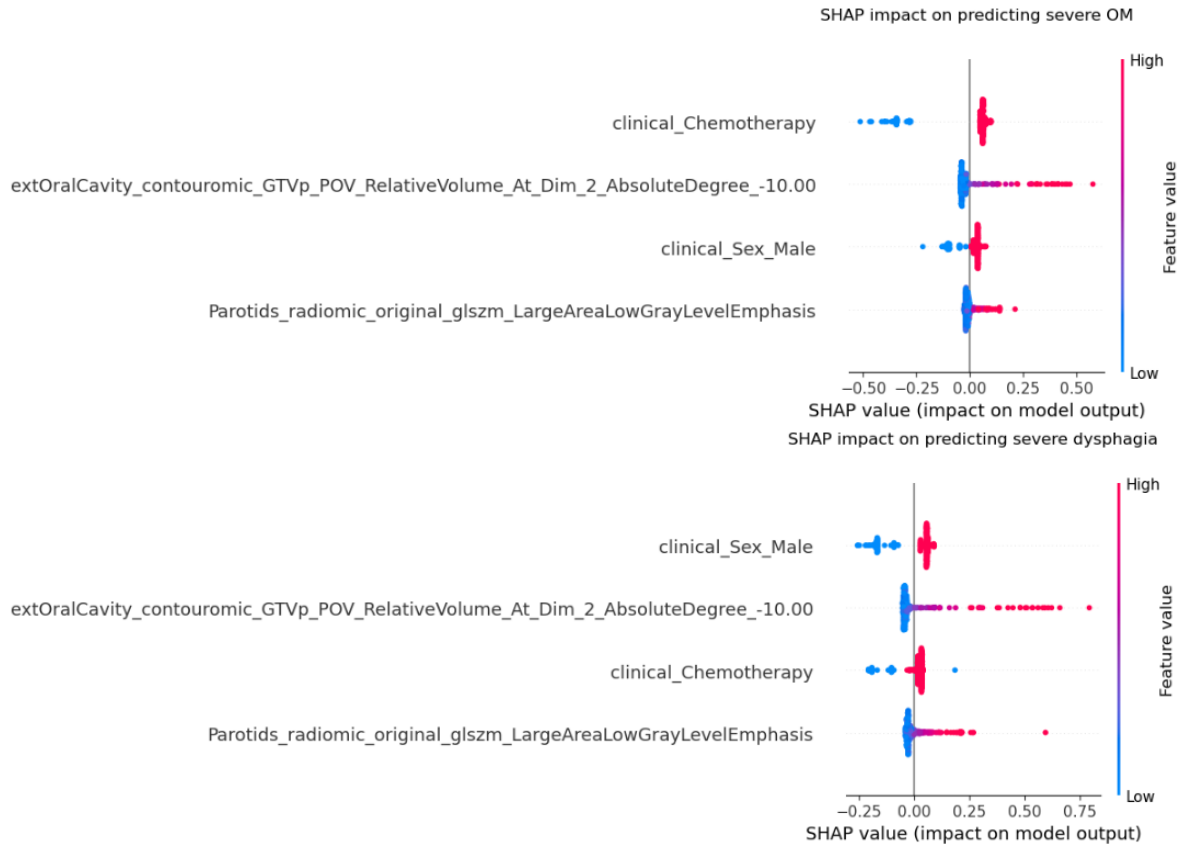 SHAP impact on predicting severe OM
High
clinical_Chemotherapy
extOralCavity_contouromic_GTVp_POV_RelativeVolume_At_Dim_2_AbsoluteDegree_-10.00
clinical_Sex_Male
Parotids_radiomic_original_glszm_LargeAreaLowGrayLevelEmphasis
Feature value
Low
−0.50 −0.25 0.00 0.25 0.50
SHAP value (impact on model output)
SHAP impact on predicting severe dysphagia
High
clinical_Sex_Male
extOralCavity_contouromic_GTVp_POV_RelativeVolume_At_Dim_2_AbsoluteDegree_-10.00
clinical_Chemotherapy
Parotids_radiomic_original_glszm_LargeAreaLowGrayLevelEmphasis
Feature value
Low
−0.25 0.00 0.25 0.50 0.75
SHAP value (impact on model output)